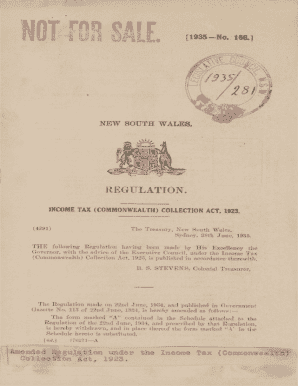 NOT FOR SALE.
[1935—No. 186.]
1935/
281
NEW SOUTH WALES.
REGULATION.
INCOME TAX (COMMONWEALTH) COLLECTION ACT, 1923.
The Treasury, New South Wales,
Sydney, June, 1935.
THE following Regulation having been made by His Excellency the
Governor, with the advice of the Executive Council, under the Income Tax
(Commonwealth) Collection Act, 1923, is published in accordance therewith.
B. S. STEVENS, Colonial Treasurer.
The Regulation made on 22nd June, 1934, and published in Government
Gazette No. of 22nd June, 1934, is hereby amended as follows:—
The form marked "A" contained in the Schedule attached to the
Regulation of the 22nd June, 1934, and prescribed by that Regulation,
is hereby withdrawn, and in place thereof the form marked "A" in the
Schedule hereto is substituted.
Amended Regulation under the Income Tax (Commonwealth)
Collection Act, 1923.